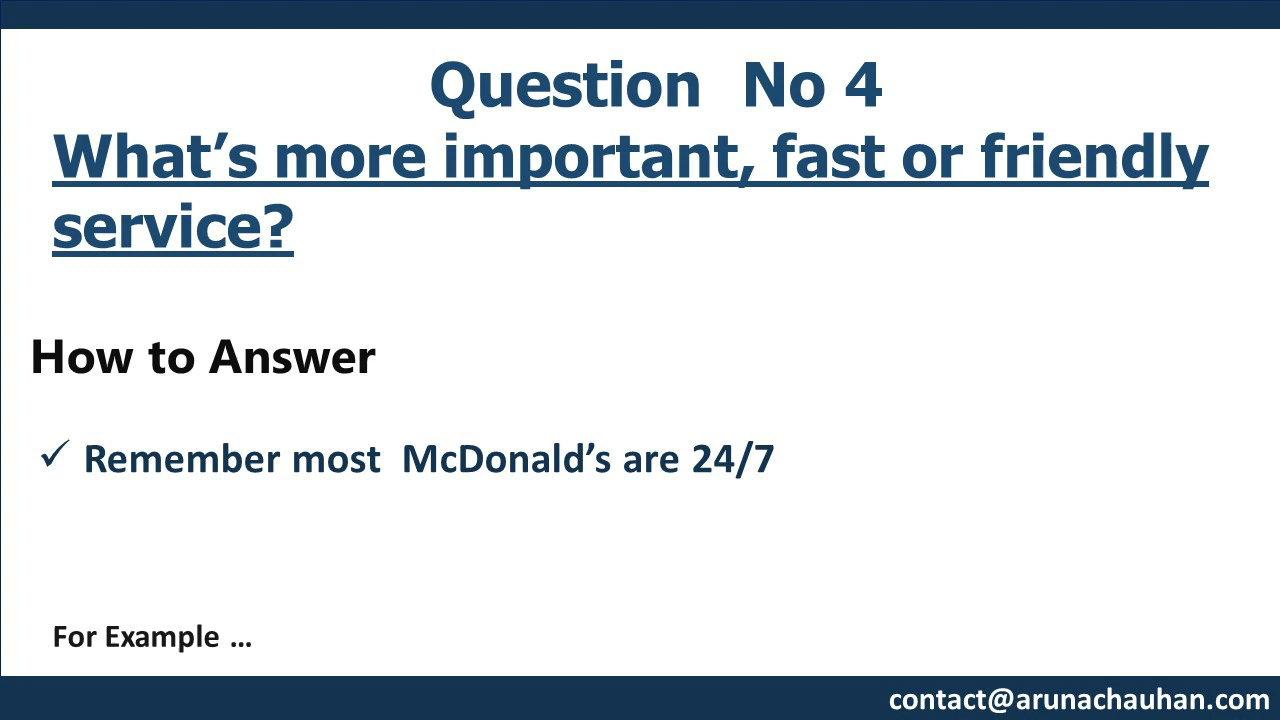 Question  No 4
What’s more important, fast or friendly
service?
How to Answer
✓ Remember most  McDonald’s are 24/7
For Example …
contact@arunachauhan.com